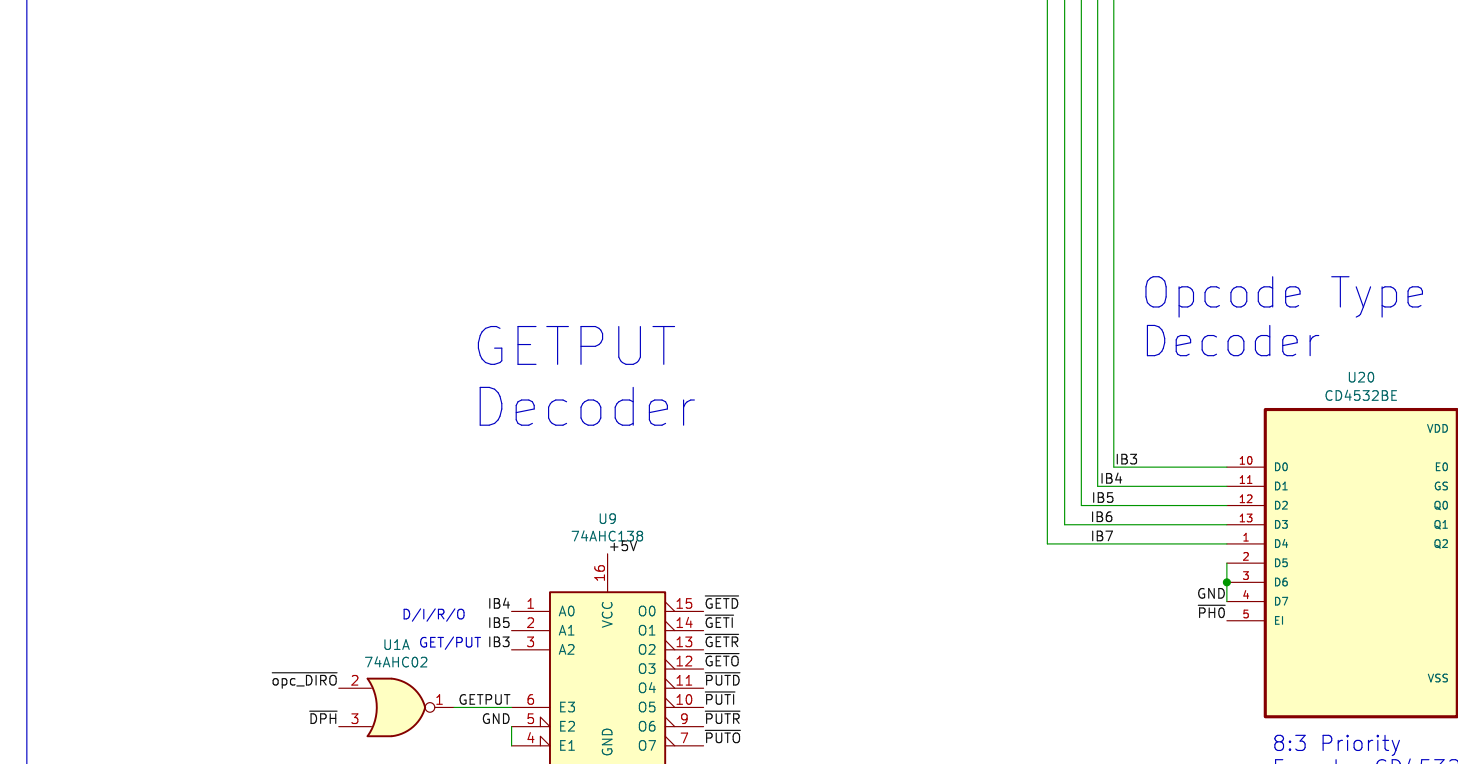 Opcode Type
Decoder
GETPUT
Decoder
U20
CD4532BE
VDD
IB3 10 D0 E0
IB4 11 D1 GS
IB5 12 D2 Q0
IB6 13 D3 Q1
IB7 1 D4 Q2
2 D5
3 D6
GND 4 D7
PH0 5 EI
VSS
8:3 Priority
U9
74AHC138
+5V
16
VCC
D/I/R/O
IB4 1 A0 O0 15 GETD
IB5 2 A1 O1 14 GETI
GET/PUT IB3 3 A2 O2 13 GETR
O3 12 GETO
O4 11 PUTD
GETPUT 6 E3 O5 10 PUTI
GND 5 E2 O6 9 PUTR
4 E1 O7 7 PUTO
GND
U1A
74AHC02
opc_DIRO 2
1
DPH 3